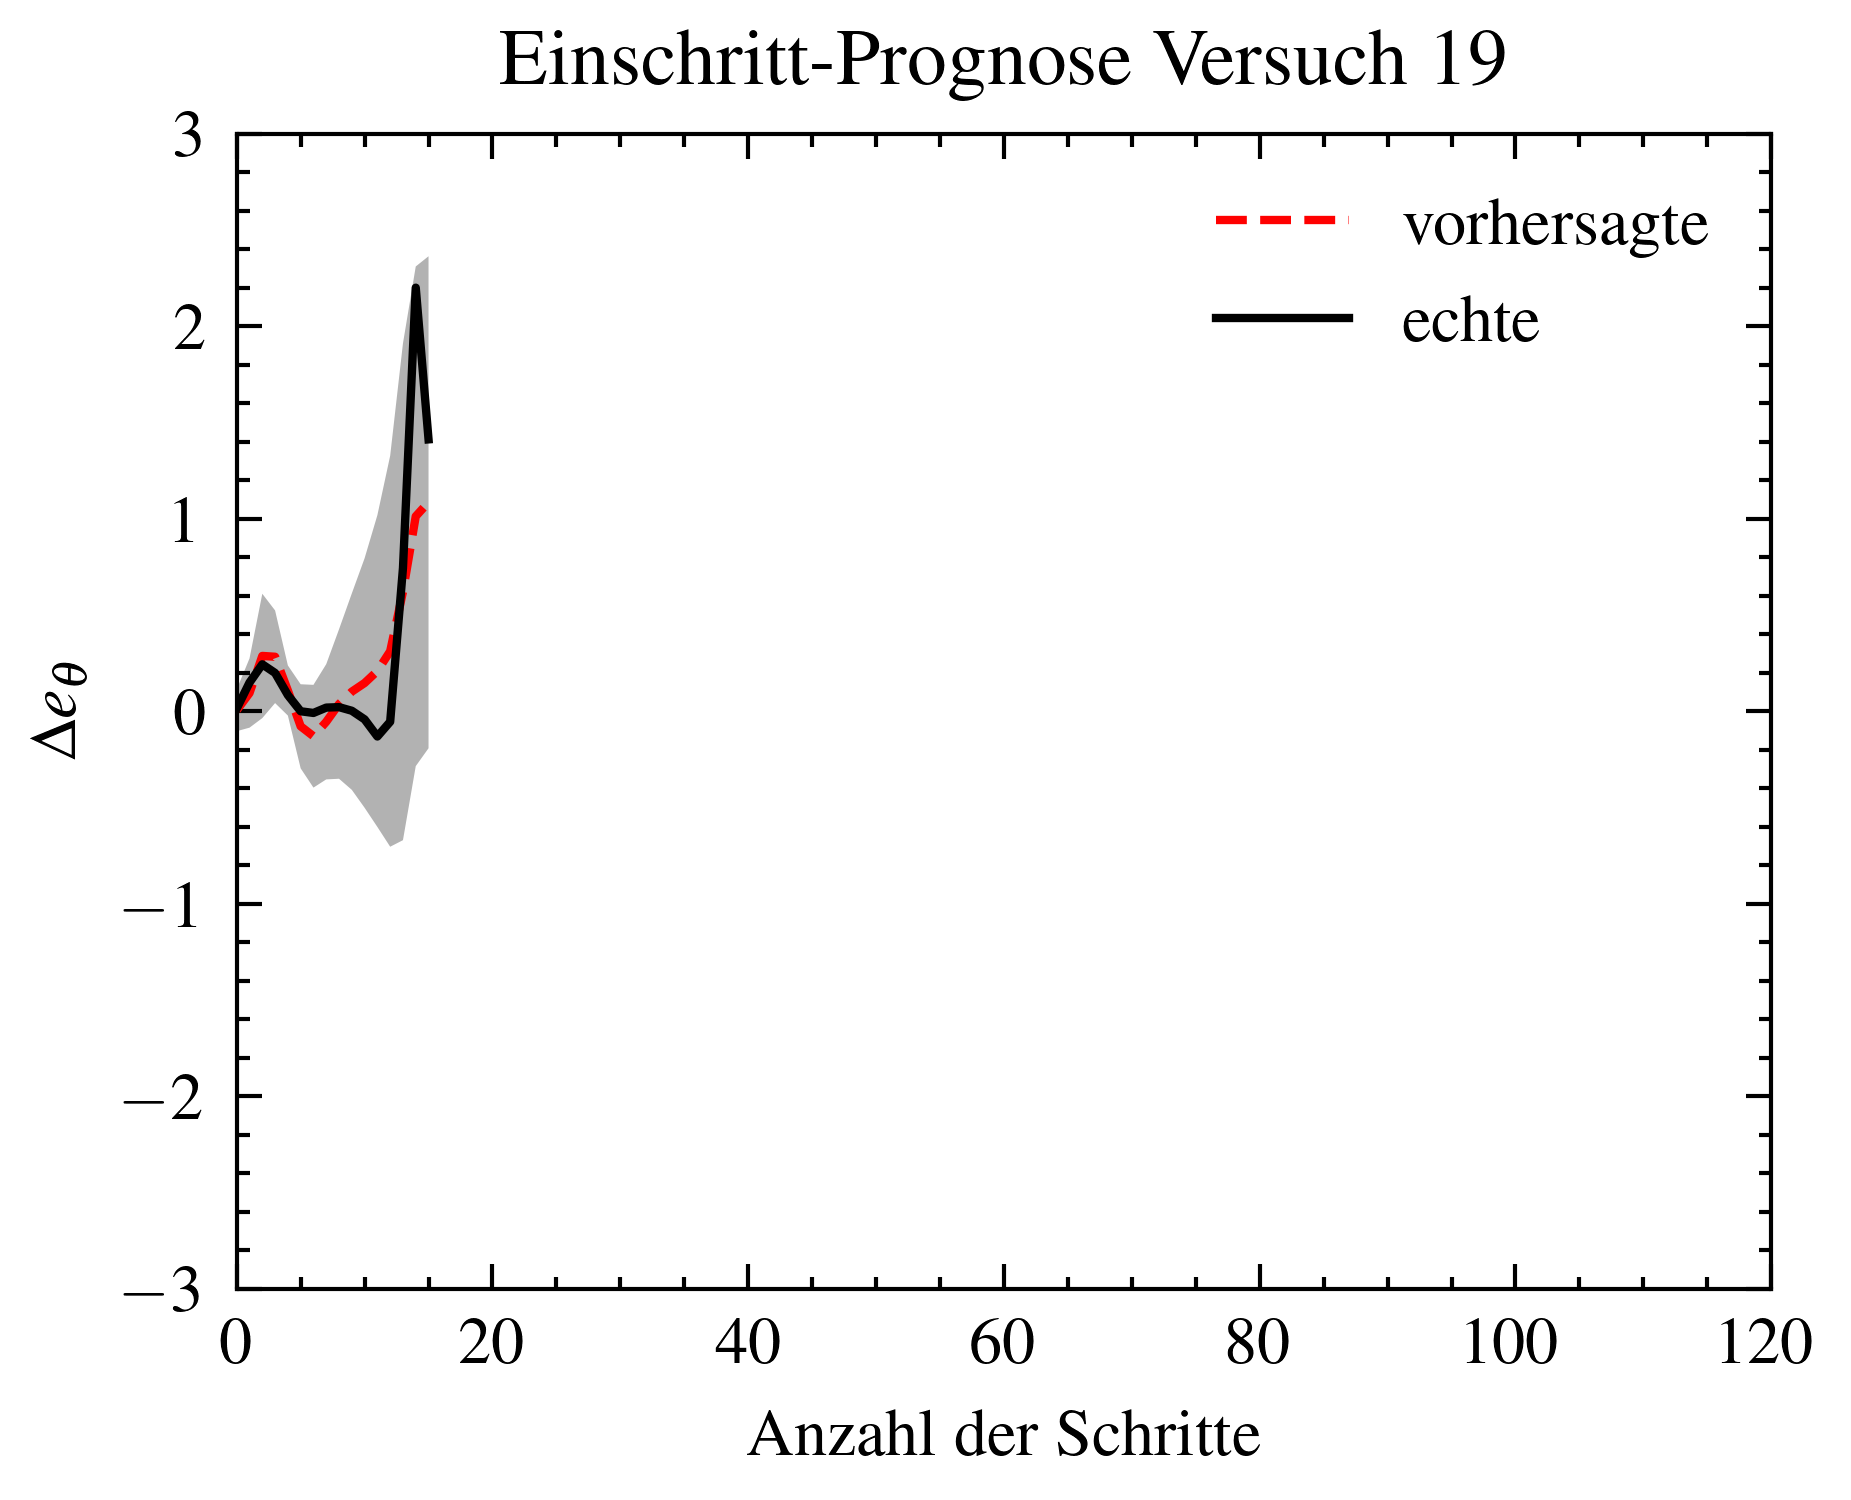 Einschritt-Prognose Versuch 19
3
2
1
0
−1
−2
−3
Δe_θ
vorhersagte
echte
0 20 40 60 80 100 120
Anzahl der Schritte